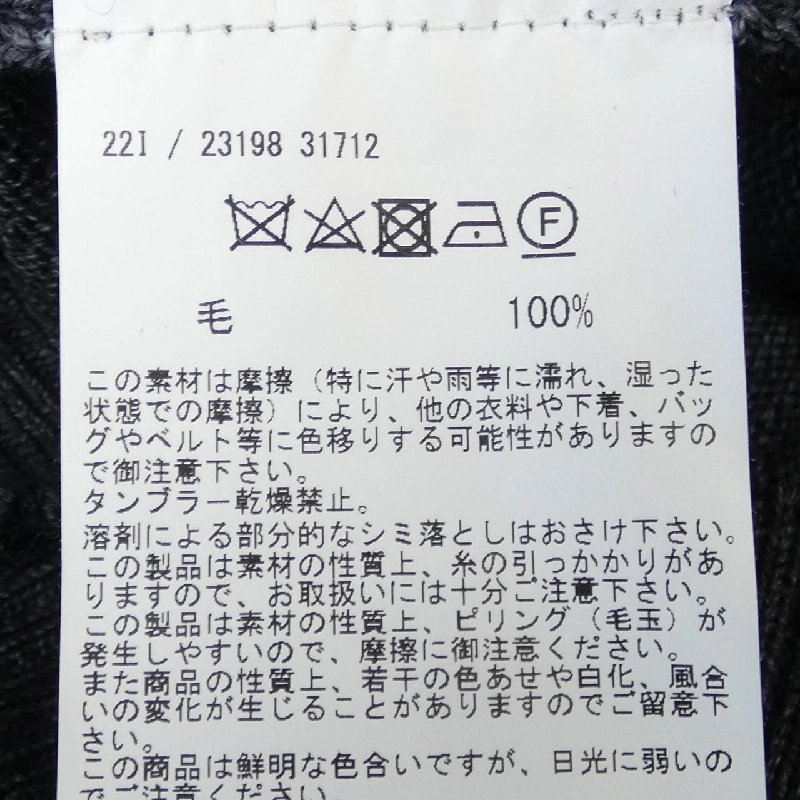 22I / 23198 31712
F
毛 100%
この素材は摩擦（特に汗や雨等に濡れ、湿った
状態での摩擦）により、他の衣料や下着、バッ
グやベルト等に色移りする可能性がありますの
で御注意下さい。
タンブラー乾燥禁止。
溶剤による部分的なシミ落としはおさけ下さい。
この製品は素材の性質上、糸の引っかかりがあ
りますので、お取扱いには十分ご注意下さい。
この製品は素材の性質上、ピリング（毛玉）が
発生しやすいので、摩擦に御注意ください。
また商品の性質上、若干の色あせや白化、風合
いの変化が生じることがありますのでご留意下
さい。
この商品は鮮明な色合いですが、日光に弱いの
でご注意ください。